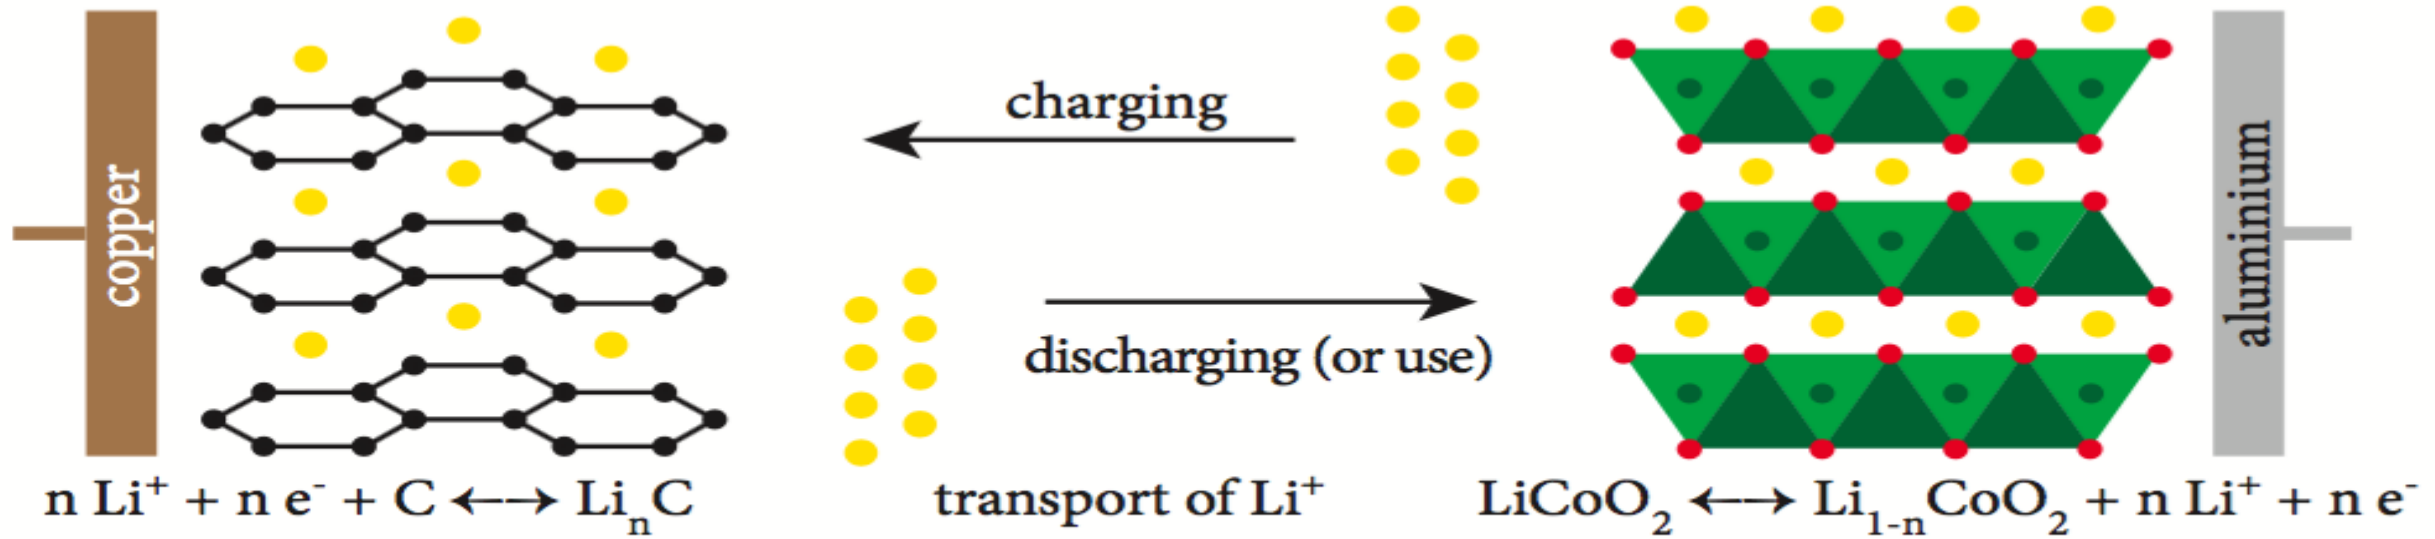 copper
charging
discharging (or use)
aluminium
n Li⁺ + n e⁻ + C ⟷ LiₙC
transport of Li⁺
LiCoO₂ ⟷ Li₁₋ₙCoO₂ + n Li⁺ + n e⁻